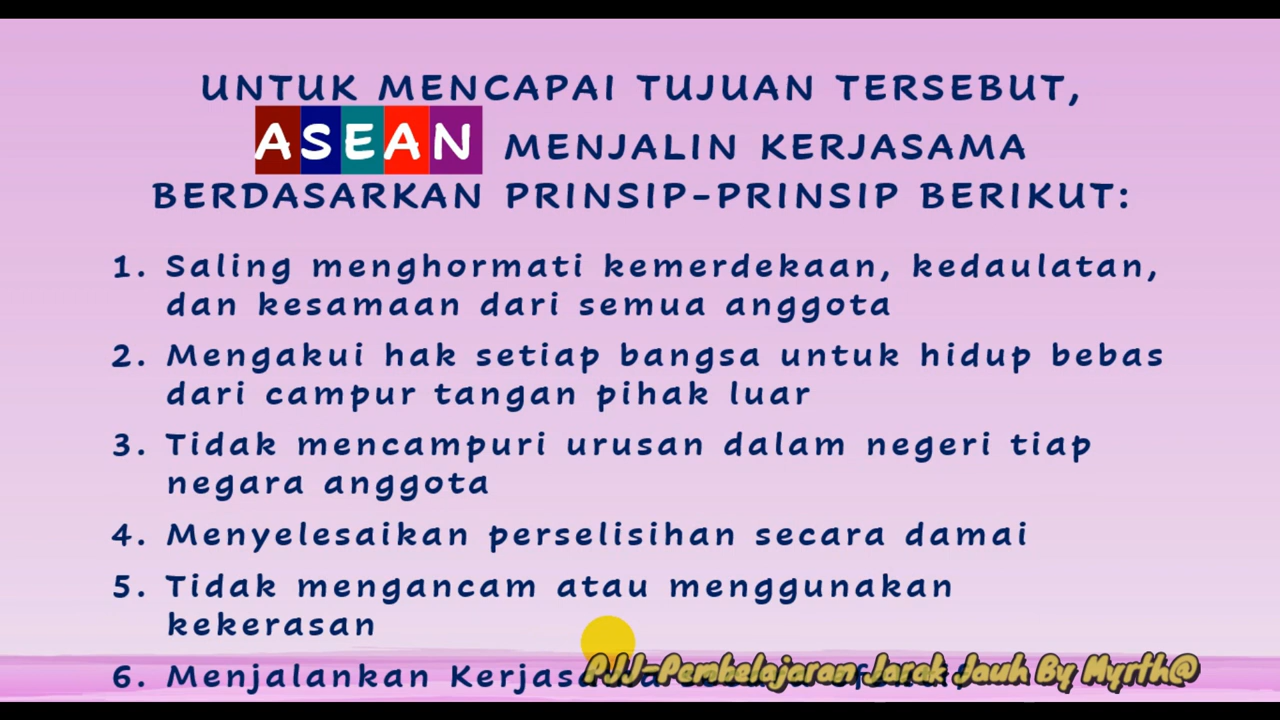 UNTUK MENCAPAI TUJUAN TERSEBUT,
ASEAN MENJALIN KERJASAMA
BERDASARKAN PRINSIP-PRINSIP BERIKUT:
1. Saling menghormati kemerdekaan, kedaulatan,
dan kesamaan dari semua anggota
2. Mengakui hak setiap bangsa untuk hidup bebas
dari campur tangan pihak luar
3. Tidak mencampuri urusan dalam negeri tiap
negara anggota
4. Menyelesaikan perselisihan secara damai
5. Tidak mengancam atau menggunakan
kekerasan
6. Menjalankan Kerjasama
PJJ-Pembelajaran Jarak Jauh By Myrth@